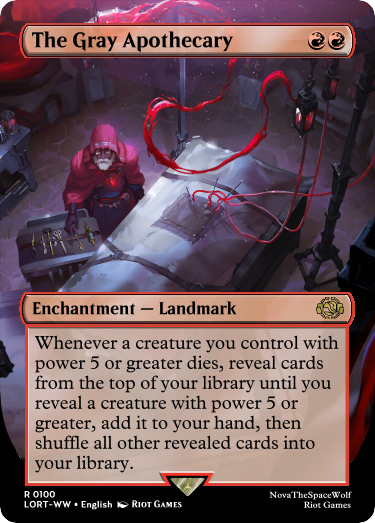 The Gray Apothecary
Enchantment — Landmark
Whenever a creature you control with
power 5 or greater dies, reveal cards
from the top of your library until you
reveal a creature with power 5 or
greater, add it to your hand, then
shuffle all other revealed cards into
your library.
R 0100
LORT-WW • English RIOT GAMES
NovaTheSpaceWolf
Riot Games